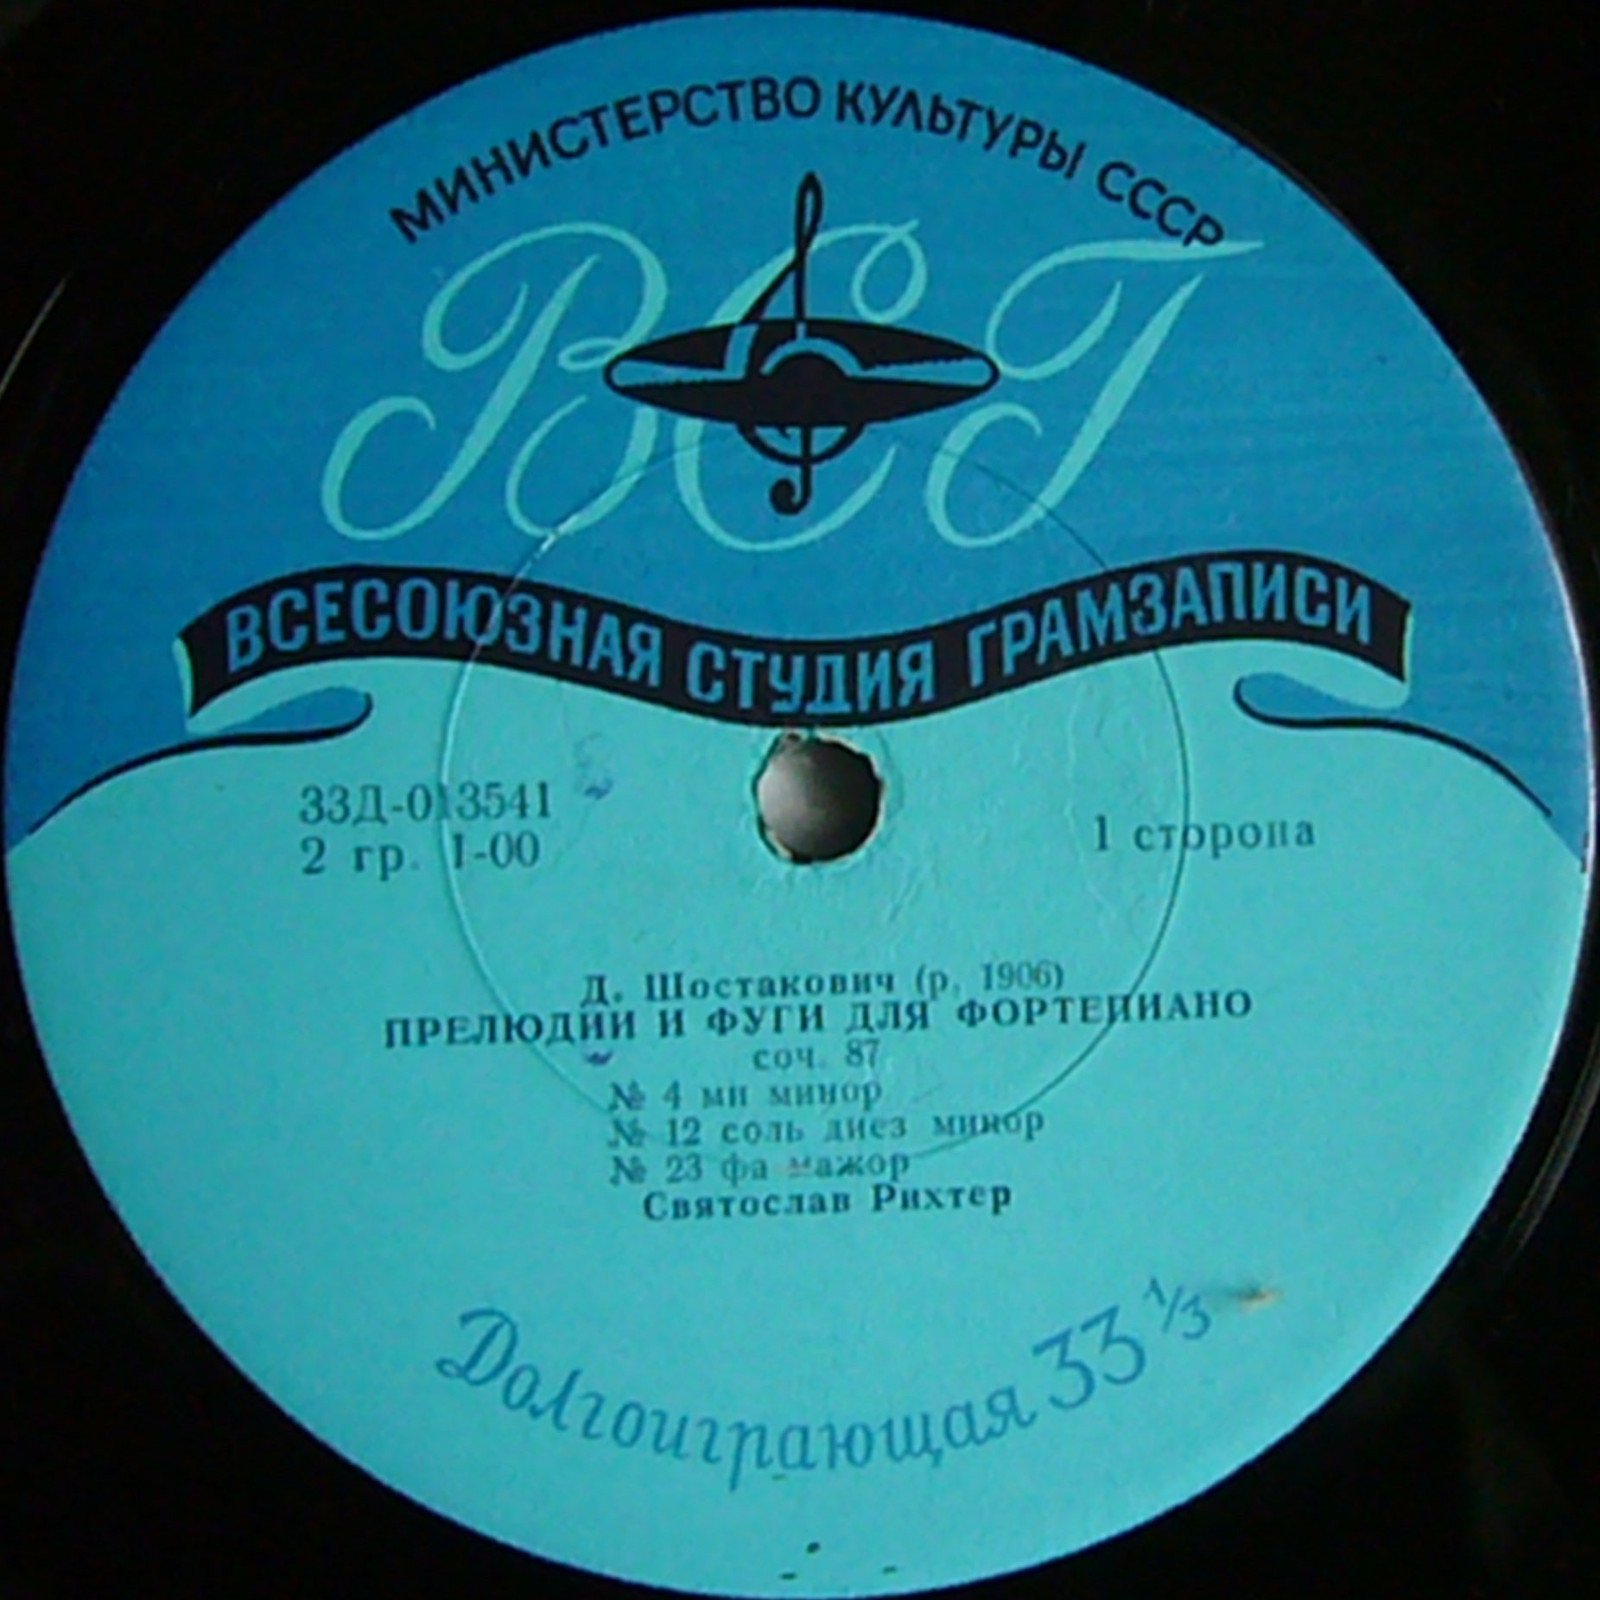 МИНИСТЕРСТВО КУЛЬТУРЫ СССР
ВСГ
ВСЕСОЮЗНАЯ СТУДИЯ ГРАМЗАПИСИ
33Д-013541
2 гр. 1-00
1 сторона
Д. Шостакович (р. 1906)
ПРЕЛЮДИИ И ФУГИ ДЛЯ ФОРТЕПИАНО
соч. 87
№ 4 ми минор
№ 12 соль диез минор
№ 23 фа мажор
Святослав Рихтер
Долгоиграющая 33 1/3